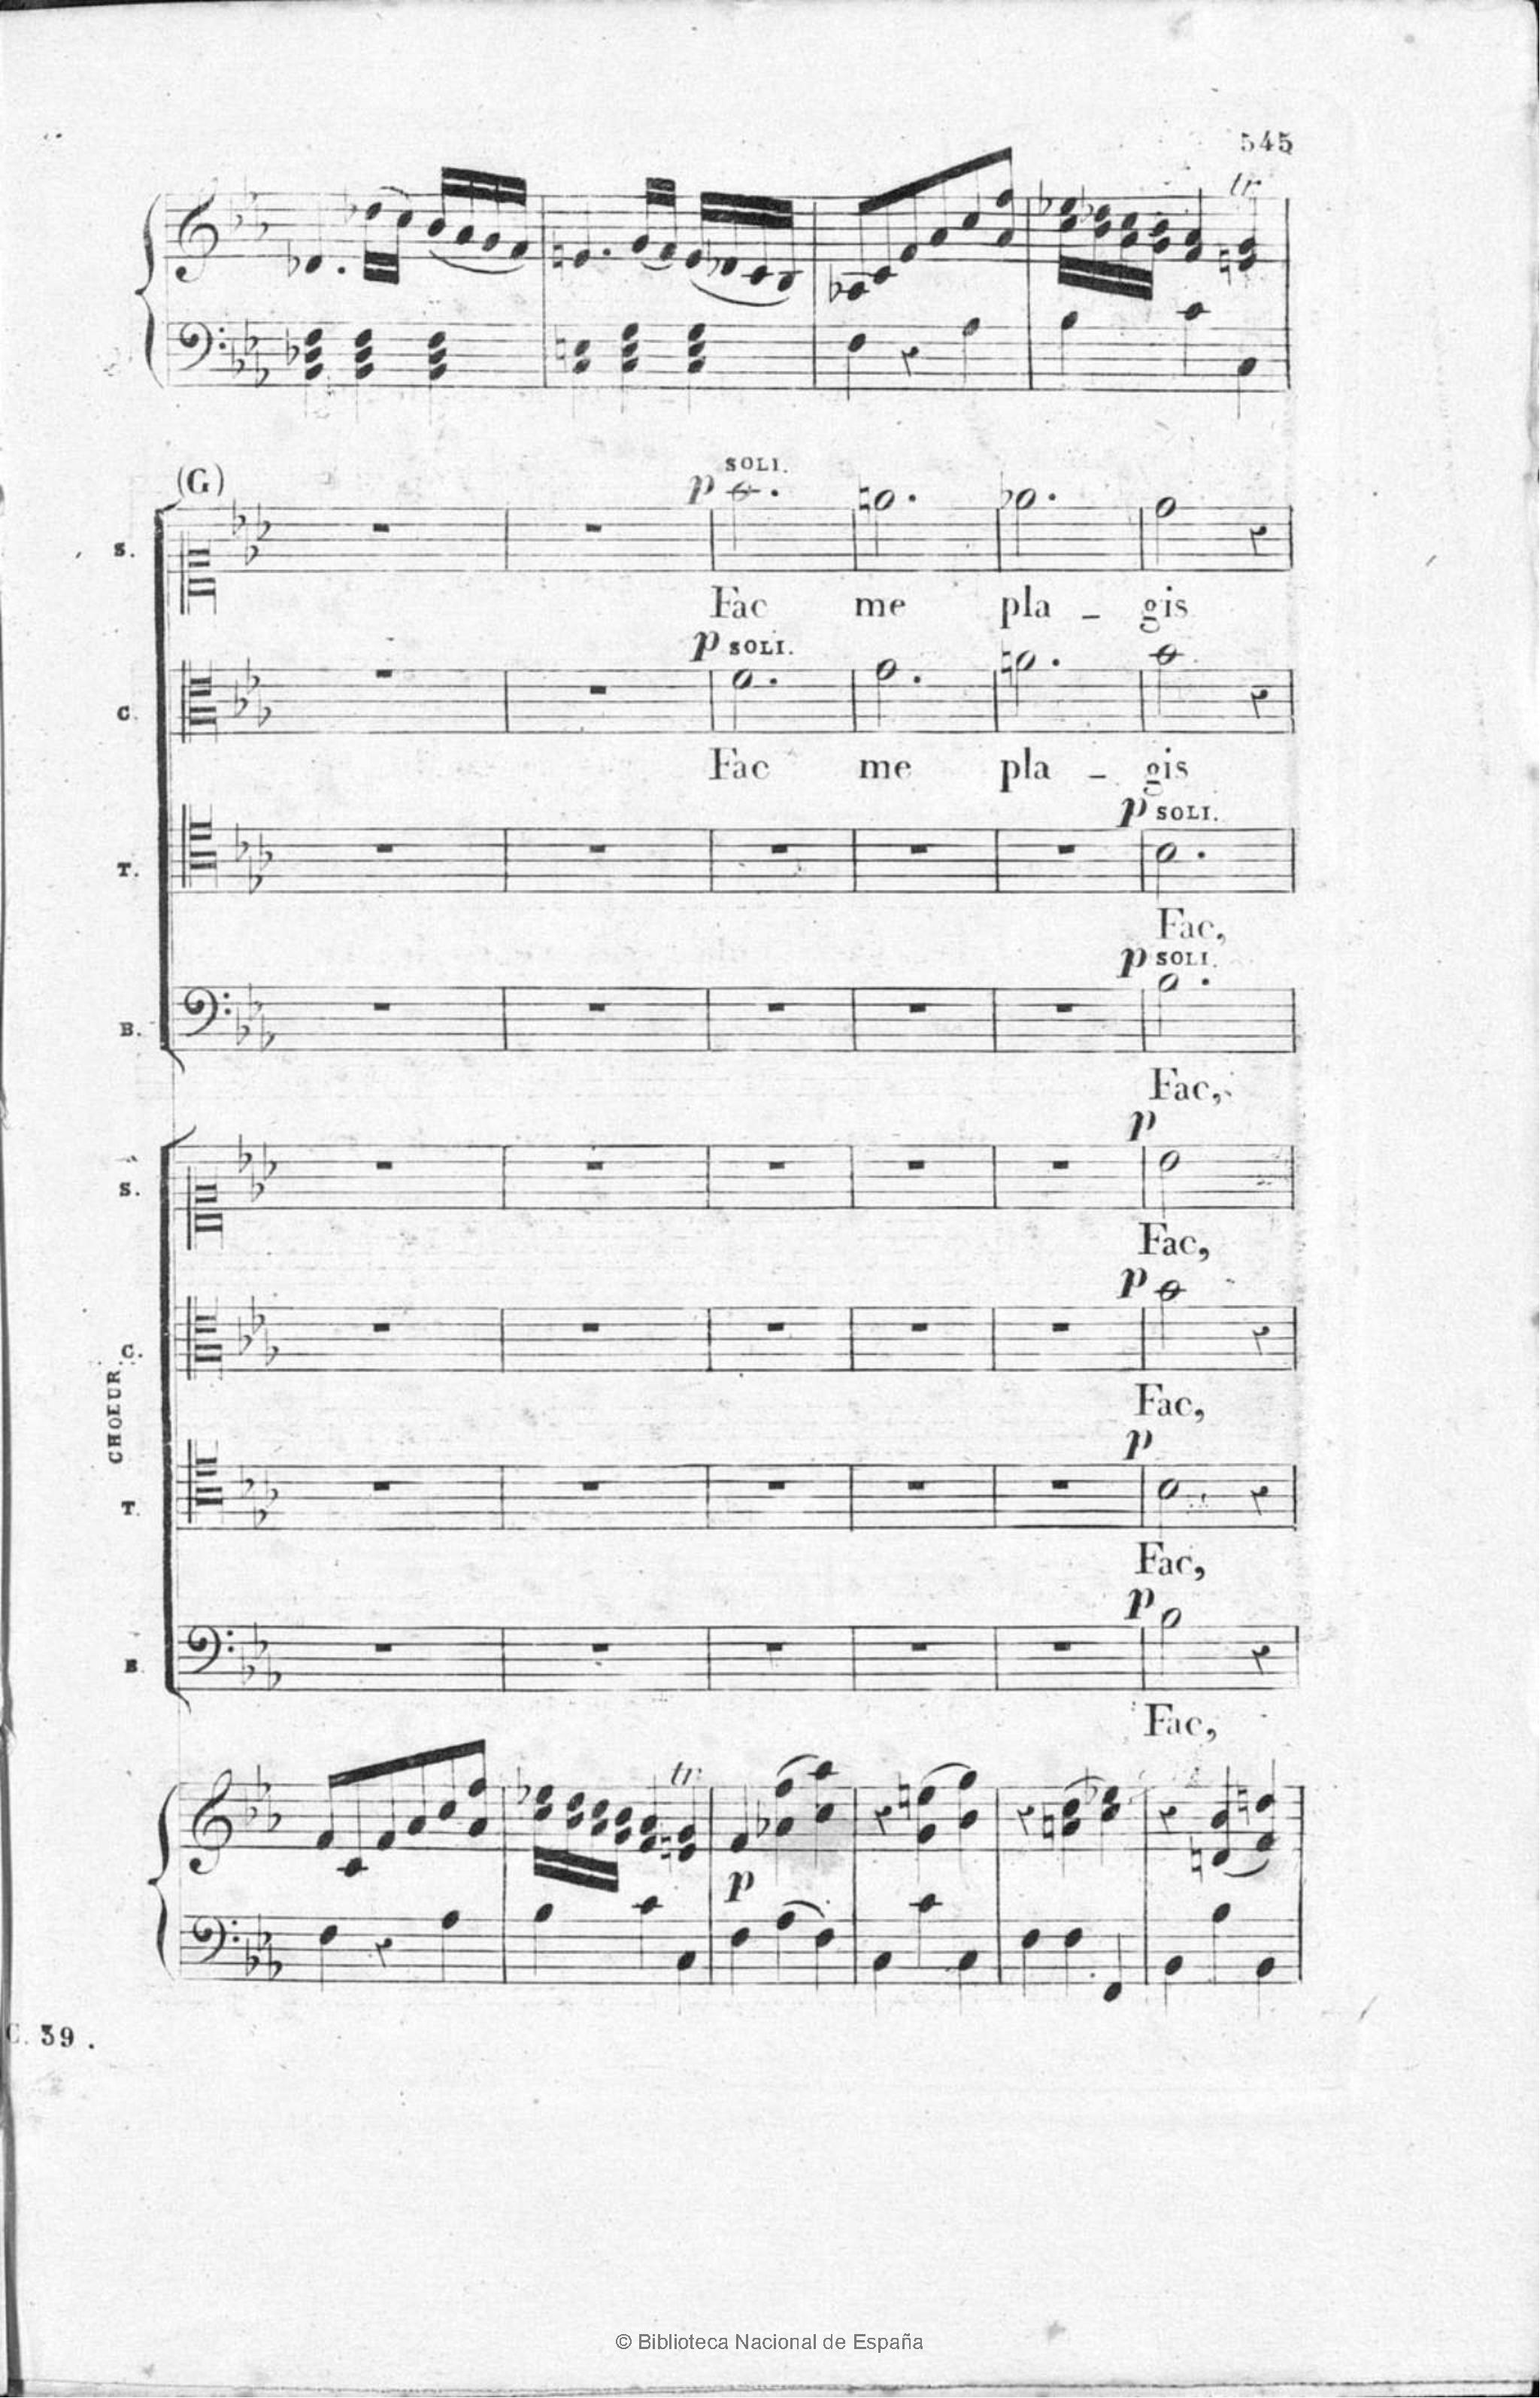 545
tr
(G)
SOLI.
p
S.
Fac me pla - gis
p SOLI.
C.
Fac me pla - gis
p SOLI.
T.
Fac,
p SOLI.
B.
Fac,
p
S.
Fac,
p
C.
Fac,
CHOEUR.
p
T.
Fac,
p
B.
Fac,
tr
p
C. 39.
© Biblioteca Nacional de España